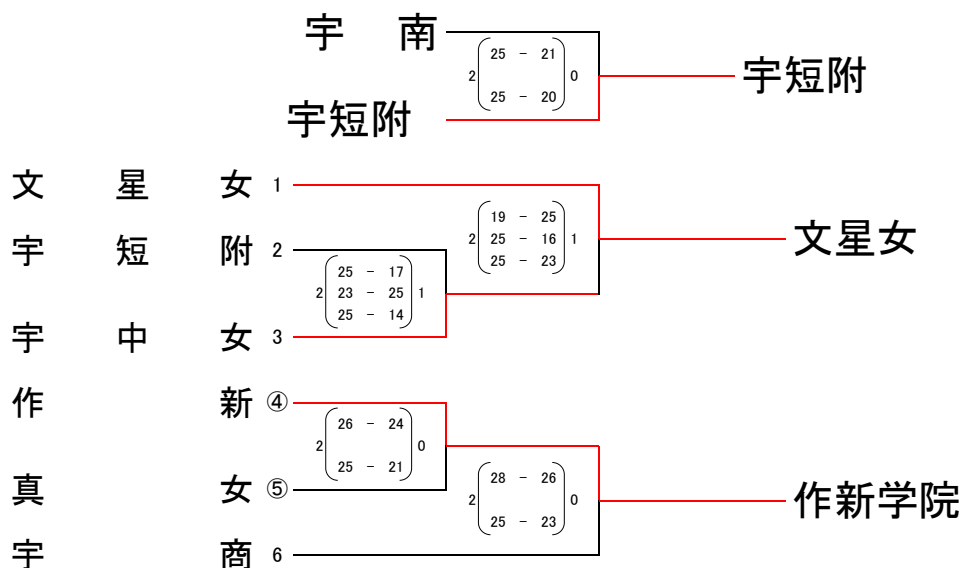 宇 南
25 - 21
2 0
25 - 20
宇短附
宇短附
文 星 女 1
19 - 25
2 25 - 16 1
25 - 23
文星女
宇 短 附 2
25 - 17
2 23 - 25 1
25 - 14
宇 中 女 3
作 新 ④
26 - 24
2 0
25 - 21
真 女 ⑤
28 - 26
2 0
25 - 23
作新学院
宇 商 6